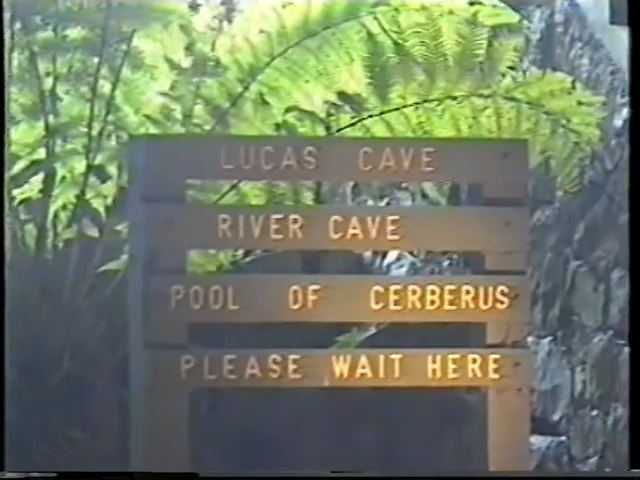 LUCAS CAVE
RIVER CAVE
POOL OF CERBERUS
PLEASE WAIT HERE